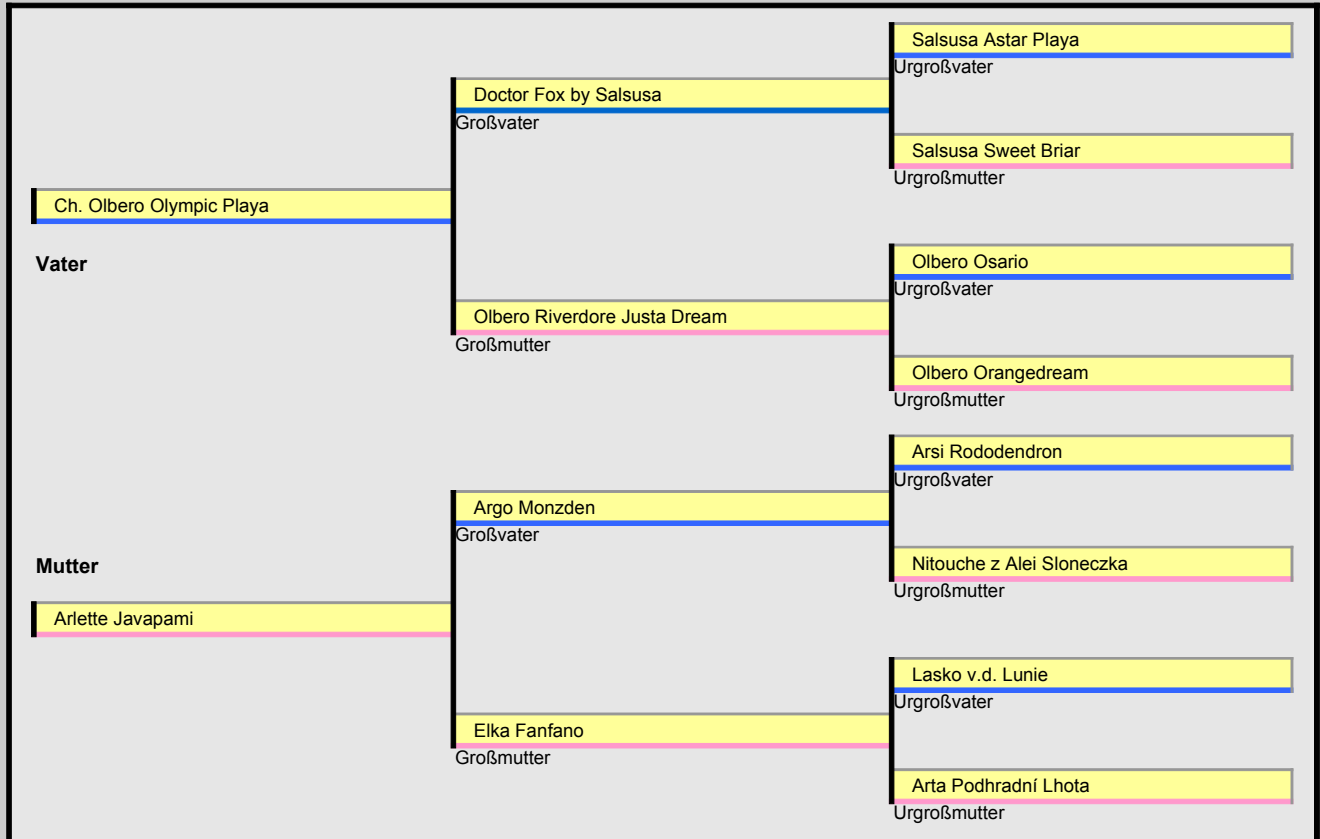 Salsusa Astar Playa
Urgroßvater
Doctor Fox by Salsusa
Großvater
Salsusa Sweet Briar
Urgroßmutter
Ch. Olbero Olympic Playa
Vater
Olbero Osario
Urgroßvater
Olbero Riverdore Justa Dream
Großmutter
Olbero Orangedream
Urgroßmutter
Arsi Rododendron
Urgroßvater
Argo Monzden
Großvater
Nitouche z Alei Sloneczka
Urgroßmutter
Mutter
Arlette Javapami
Lasko v.d. Lunie
Urgroßvater
Elka Fanfano
Großmutter
Arta Podhradní Lhota
Urgroßmutter